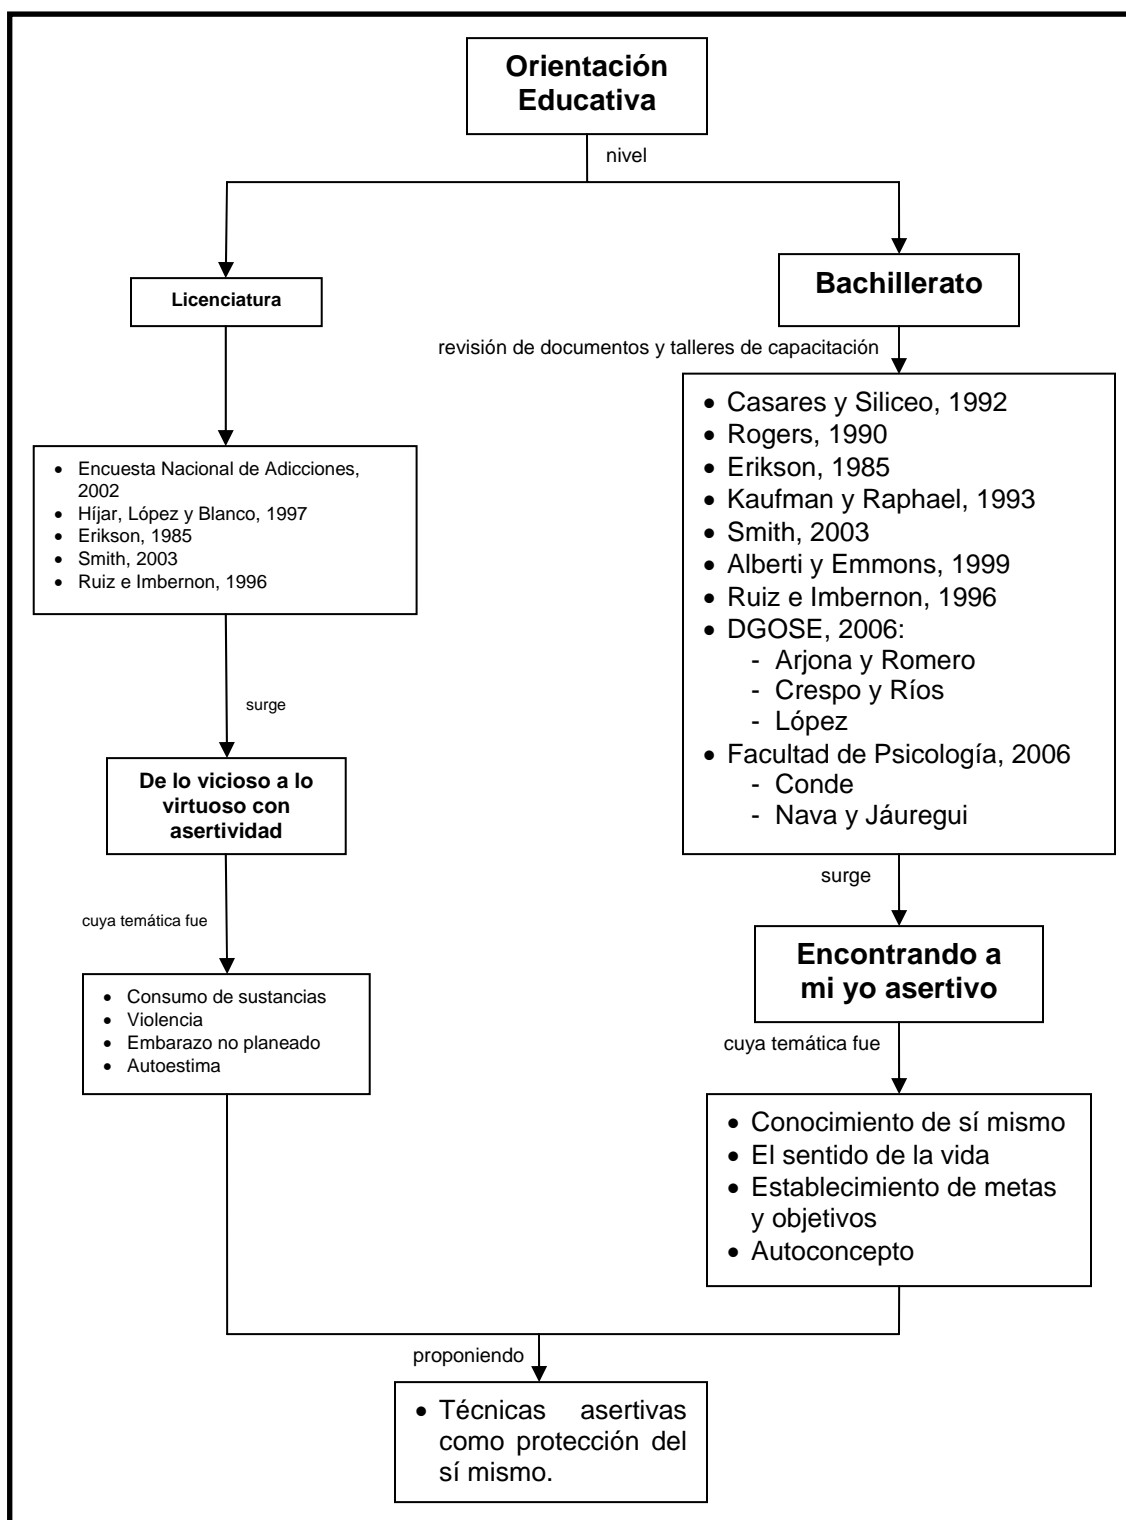 Orientación
Educativa
nivel
Licenciatura
Bachillerato
revisión de documentos y talleres de capacitación
• Encuesta Nacional de Adicciones,
2002
• Híjar, López y Blanco, 1997
• Erikson, 1985
• Smith, 2003
• Ruiz e Imbernon, 1996
surge
De lo vicioso a lo
virtuoso con
asertividad
cuya temática fue
• Consumo de sustancias
• Violencia
• Embarazo no planeado
• Autoestima
• Casares y Siliceo, 1992
• Rogers, 1990
• Erikson, 1985
• Kaufman y Raphael, 1993
• Smith, 2003
• Alberti y Emmons, 1999
• Ruiz e Imbernon, 1996
• DGOSE, 2006:
- Arjona y Romero
- Crespo y Ríos
- López
• Facultad de Psicología, 2006
- Conde
- Nava y Jáuregui
surge
Encontrando a
mi yo asertivo
cuya temática fue
• Conocimiento de sí mismo
• El sentido de la vida
• Establecimiento de metas
y objetivos
• Autoconcepto
proponiendo
• Técnicas asertivas
como protección del
sí mismo.